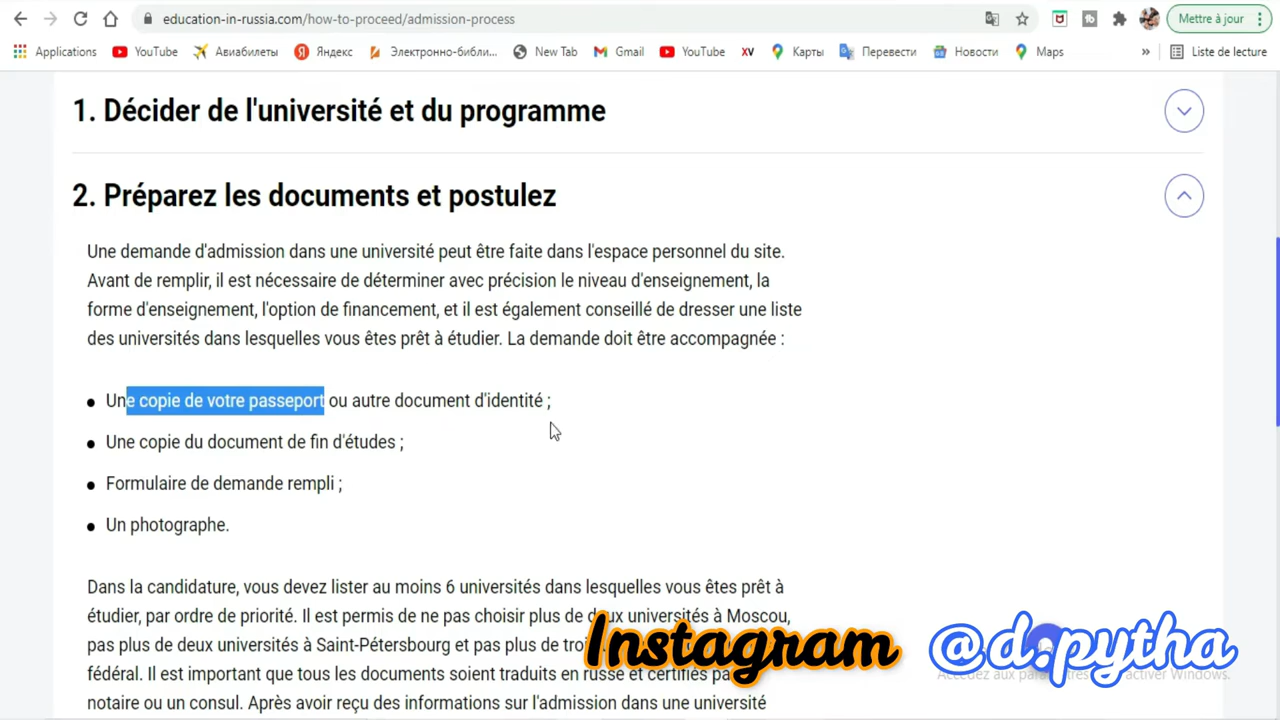 education-in-russia.com/how-to-proceed/admission-process
Mettre à jour
Applications
YouTube
Авиабилеты
Яндекс
Электронно-библи...
New Tab
Gmail
YouTube
XV
Карты
Перевести
Новости
Maps
»
Liste de lecture
1. Décider de l'université et du programme
2. Préparez les documents et postulez
Une demande d'admission dans une université peut être faite dans l'espace personnel du site.
Avant de remplir, il est nécessaire de déterminer avec précision le niveau d'enseignement, la
forme d'enseignement, l'option de financement, et il est également conseillé de dresser une liste
des universités dans lesquelles vous êtes prêt à étudier. La demande doit être accompagnée :
Une copie de votre passeport ou autre document d'identité ;
Une copie du document de fin d'études ;
Formulaire de demande rempli ;
Un photographe.
Dans la candidature, vous devez lister au moins 6 universités dans lesquelles vous êtes prêt à
étudier, par ordre de priorité. Il est permis de ne pas choisir plus de deux universités à Moscou,
pas plus de deux universités à Saint-Pétersbourg et pas plus de
fédéral. Il est important que tous les documents soient traduits en russe et certifiés
notaire ou un consul. Après avoir reçu des informations sur l'admission dans une université
Instagram @d.pytha